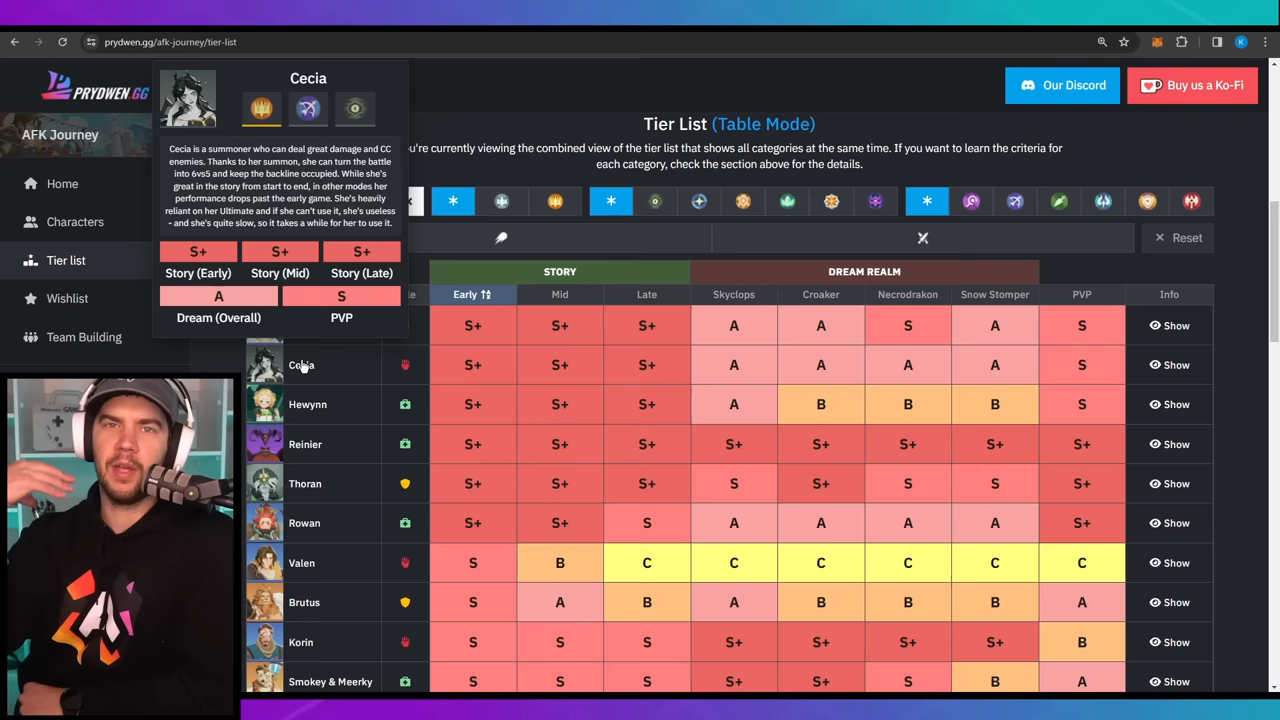 prydwen.gg/afk-journey/tier-list
K
PRYDWEN.GG
Our Discord
Buy us a Ko-Fi
AFK Journey
Home
Characters
Tier list
Wishlist
Team Building
Cecia
Cecia is a summoner who can deal great damage and CC
enemies. Thanks to her summon, she can turn the battle
into 6vs5 and keep the backline occupied. While she's
great in the story from start to end, in other modes her
performance drops past the early game. She's heavily
reliant on her Ultimate and if she can't use it, she's useless
- and she's quite slow, so it takes a while for her to use it.
S+ S+ S+
Story (Early) Story (Mid) Story (Late)
A S
Dream (Overall) PVP
Tier List (Table Mode)
ou're currently viewing the combined view of the tier list that shows all categories at the same time. If you want to learn the criteria for
each category, check the section above for the details.
Reset
STORY DREAM REALM
le Early Mid Late Skyclops Croaker Necrodrakon Snow Stomper PVP Info
S+ S+ S+ A A S A S Show
Cecia S+ S+ S+ A A A A S Show
Hewynn S+ S+ S+ A B B B S Show
Reinier S+ S+ S+ S+ S+ S+ S+ S+ Show
Thoran S+ S+ S+ S S+ S S S+ Show
Rowan S+ S+ S A A A A S+ Show
Valen S B C C C C C C Show
Brutus S A B A B B B A Show
Korin S S S S+ S+ S+ S+ B Show
Smokey & Meerky S S S S+ S+ S B A Show